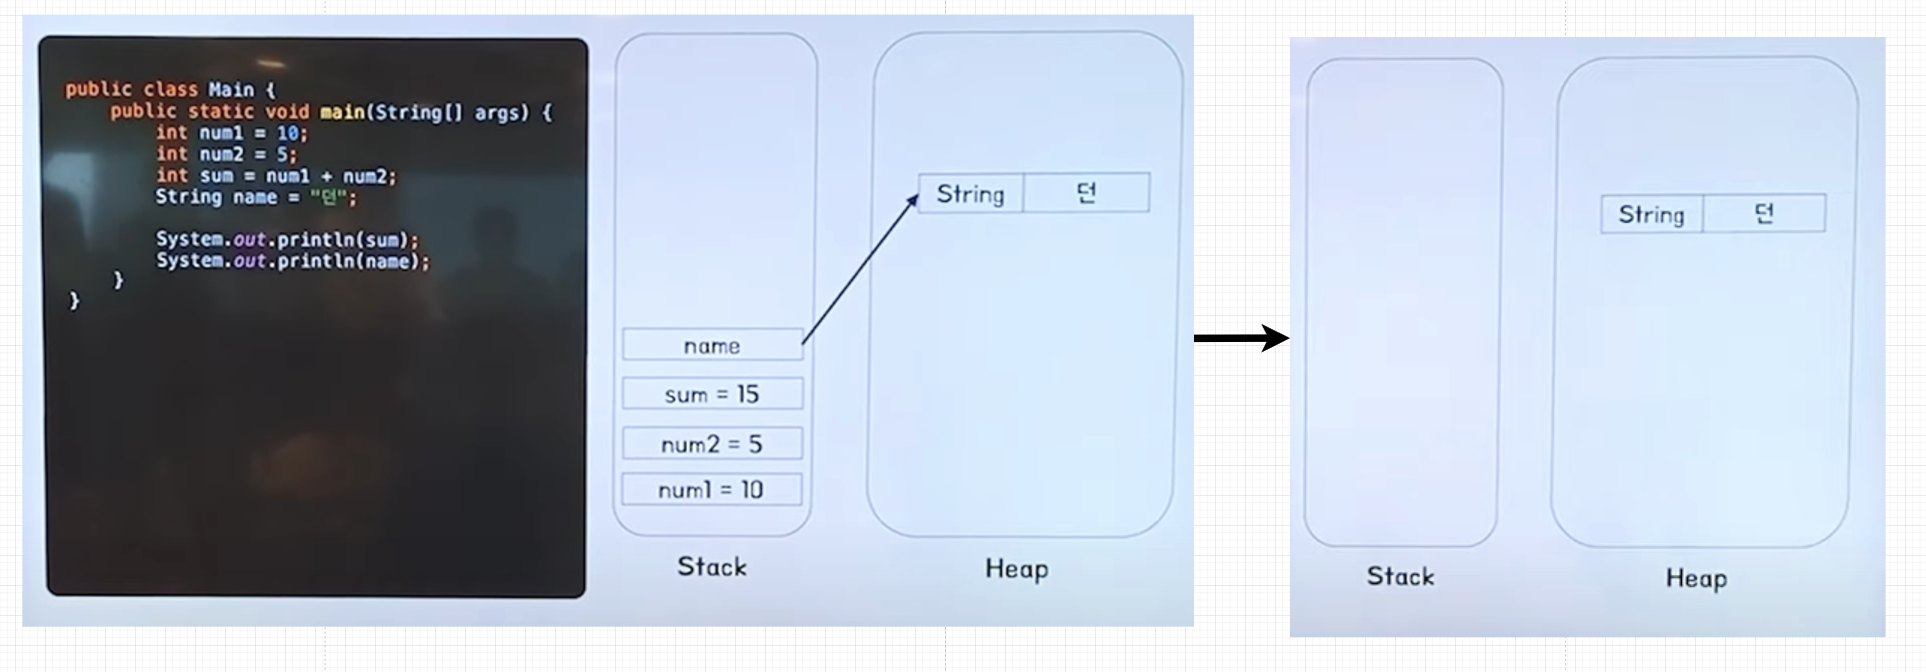 public class Main {
    public static void main(String[] args) {
        int num1 = 10;
        int num2 = 5;
        int sum = num1 + num2;
        String name = "던";

        System.out.println(sum);
        System.out.println(name);
    }
}
name
sum = 15
num2 = 5
num1 = 10
Stack
String 던
Heap
Stack
String 던
Heap